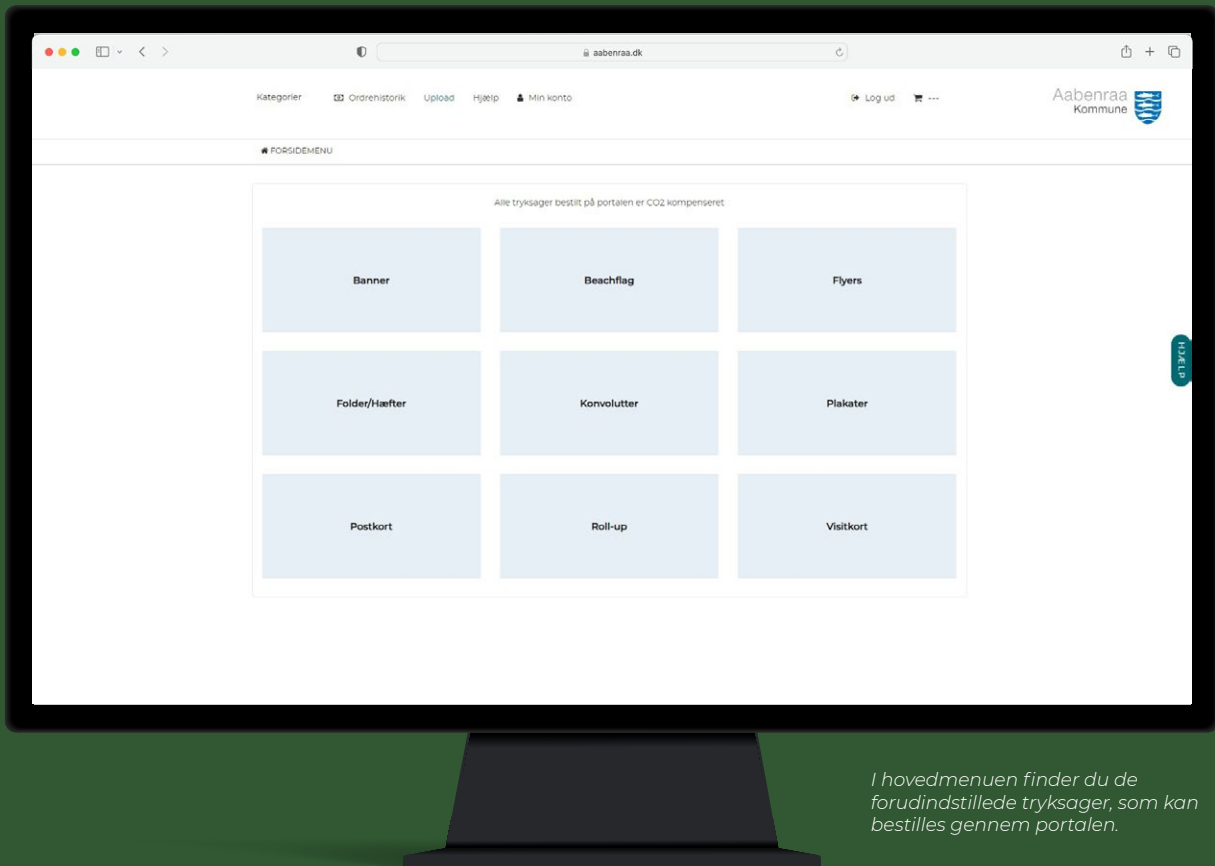 aabenraa.dk
Kategorier Ordrehistorik Upload Hjælp Min konto Log ud ---
Aabenraa
Kommune
FORSIDEMENU
Alle tryksager bestilt på portalen er CO2 kompenseret
Banner Beachflag Flyers
Folder/Hæfter Konvolutter Plakater
Postkort Roll-up Visitkort
HJÆLP
I hovedmenuen finder du de
forudindstillede tryksager, som kan
bestilles gennem portalen.